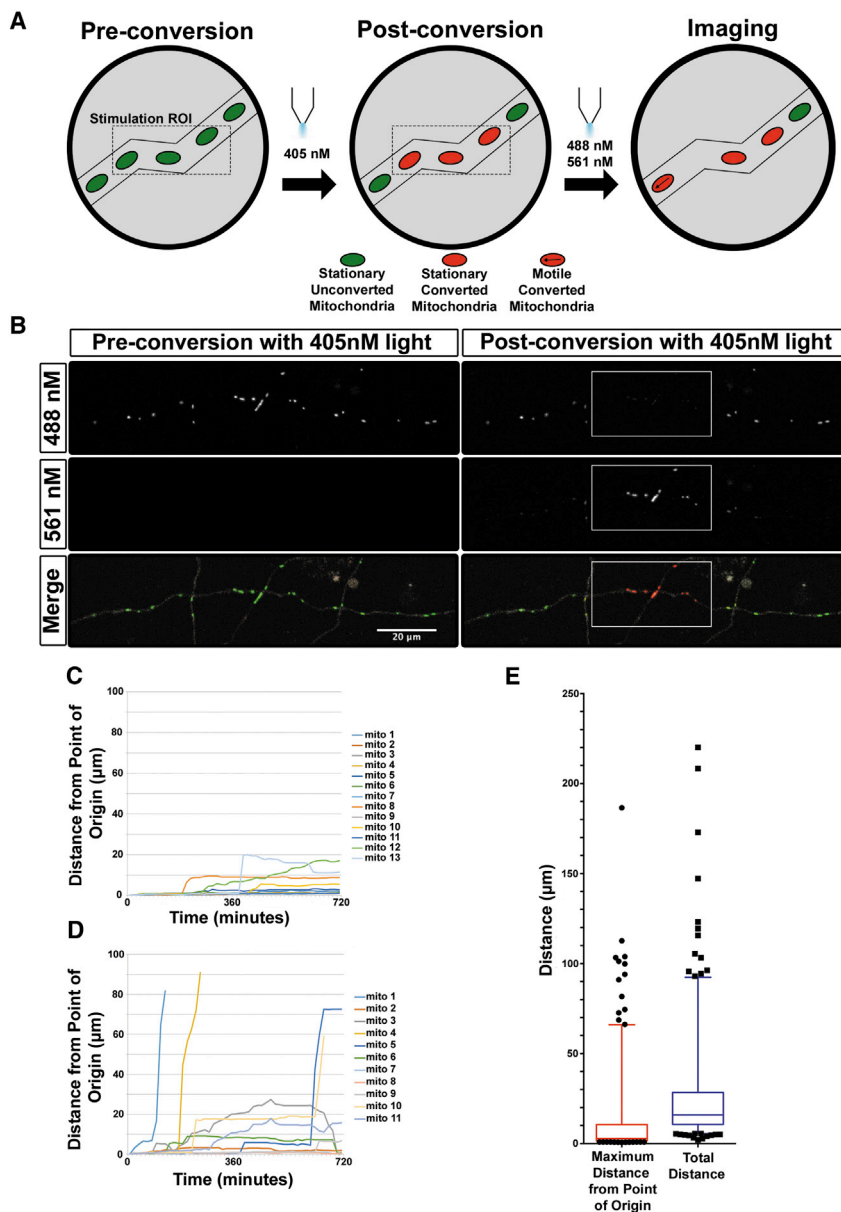 A
Pre-conversion
Post-conversion
Imaging
Stimulation ROI
405 nM
488 nM
561 nM
Stationary
Unconverted
Mitochondria
Stationary
Converted
Mitochondria
Motile
Converted
Mitochondria
B
Pre-conversion with 405nM light
Post-conversion with 405nM light
488 nM
561 nM
Merge
20 µm
C
Distance from Point of
Origin (µm)
100
80
60
40
20
0
0
360
720
Time (minutes)
mito 1
mito 2
mito 3
mito 4
mito 5
mito 6
mito 7
mito 8
mito 9
mito 10
mito 11
mito 12
mito 13
D
Distance from Point of
Origin (µm)
100
80
60
40
20
0
0
360
720
Time (minutes)
mito 1
mito 2
mito 3
mito 4
mito 5
mito 6
mito 7
mito 8
mito 9
mito 10
mito 11
E
Distance (µm)
250
200
150
100
50
0
Maximum
Distance
from Point
of Origin
Total
Distance